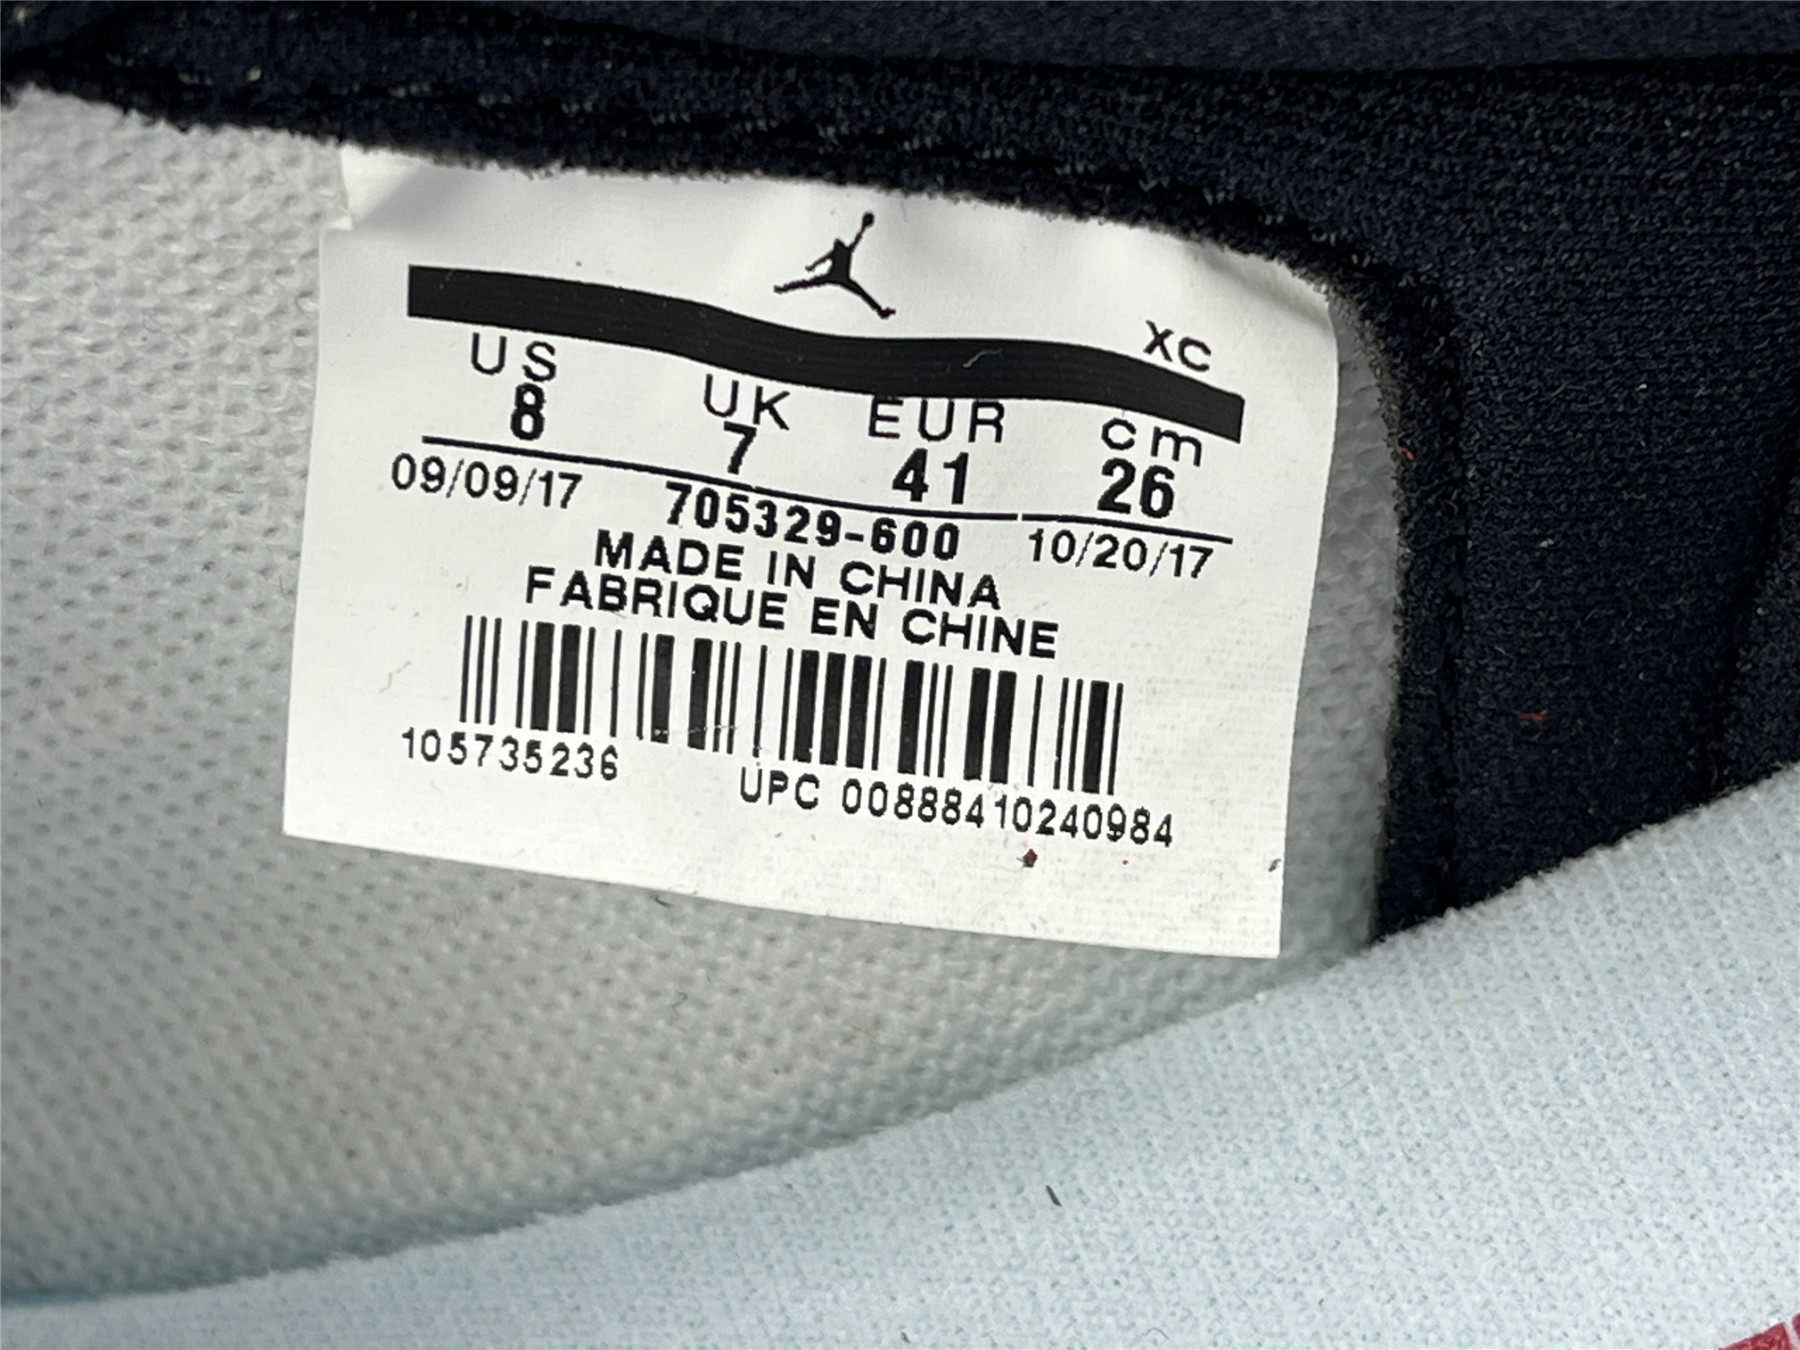 XC
US UK EUR cm
8 7 41 26
09/09/17 705329-600 10/20/17
MADE IN CHINA
FABRIQUE EN CHINE
105735236 UPC 00888410240984